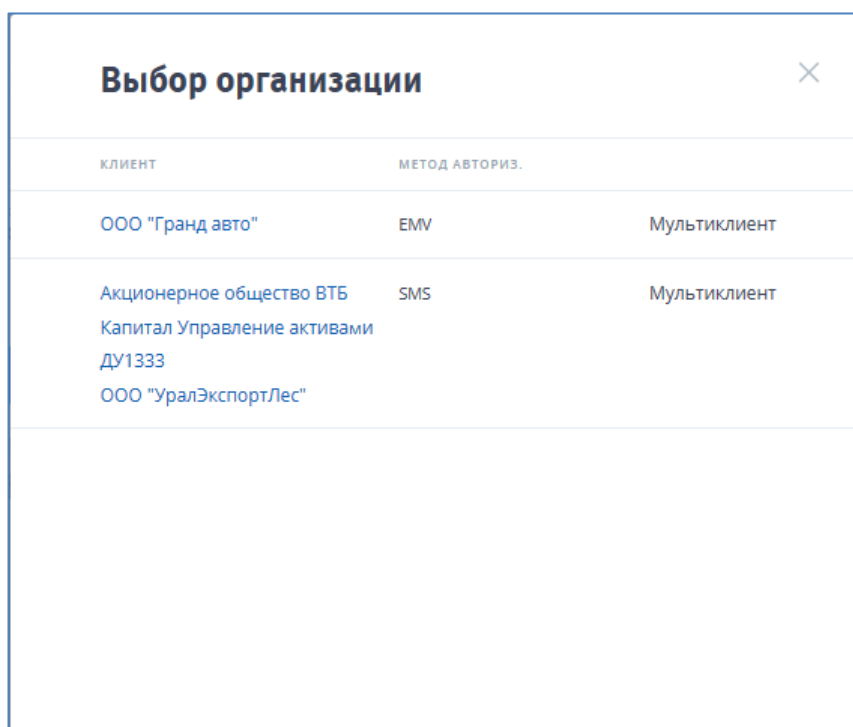 Выбор организации
КЛИЕНТ МЕТОД АВТОРИЗ.
ООО "Гранд авто" EMV Мультиклиент
Акционерное общество ВТБ SMS Мультиклиент
Капитал Управление активами
ДУ1333
ООО "УралЭкспортЛес"